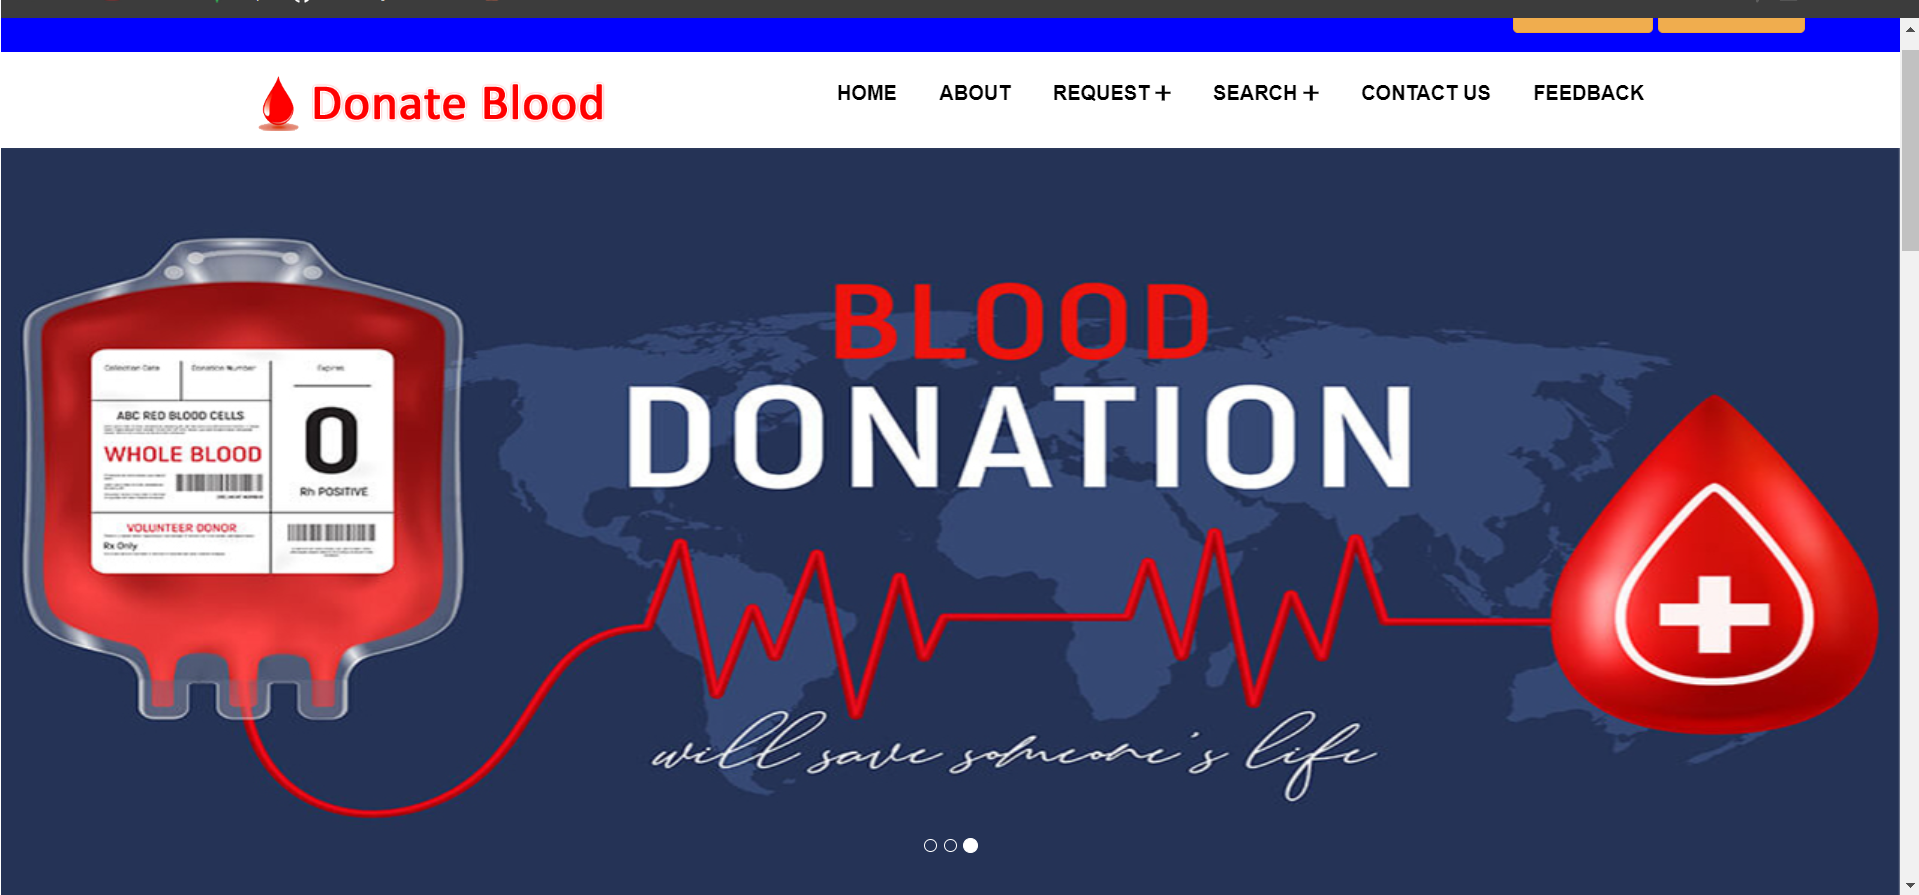 Donate Blood
HOME ABOUT REQUEST + SEARCH + CONTACT US FEEDBACK
BLOOD
DONATION
Collection Date Donation Number Expires
ABC RED BLOOD CELLS
WHOLE BLOOD
O
Rh POSITIVE
VOLUNTEER DONOR
Rx Only
will save someone's life